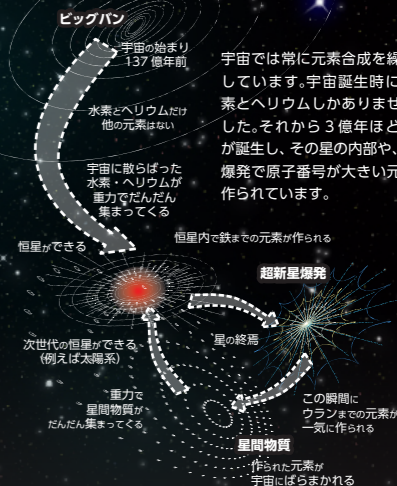 ビッグバン
宇宙の始まり
137億年前
宇宙では常に元素合成を繰
しています。宇宙誕生時に
素とヘリウムしかありませ
した。それから3億年ほど
が誕生し、その星の内部や、
爆発で原子番号が大きい元
作られています。
水素とヘリウムだけ
他の元素はない
宇宙に散らばった
水素・ヘリウムが
重力でだんだん
集まってくる
恒星ができる
恒星内で鉄までの元素が作られる
超新星爆発
次世代の恒星ができる
(例えば太陽系)
星の終焉
重力で
星間物質が
だんだん集まってくる
この瞬間に
ウランまでの元素が
一気に作られる
星間物質
作られた元素が
宇宙にばらまかれる